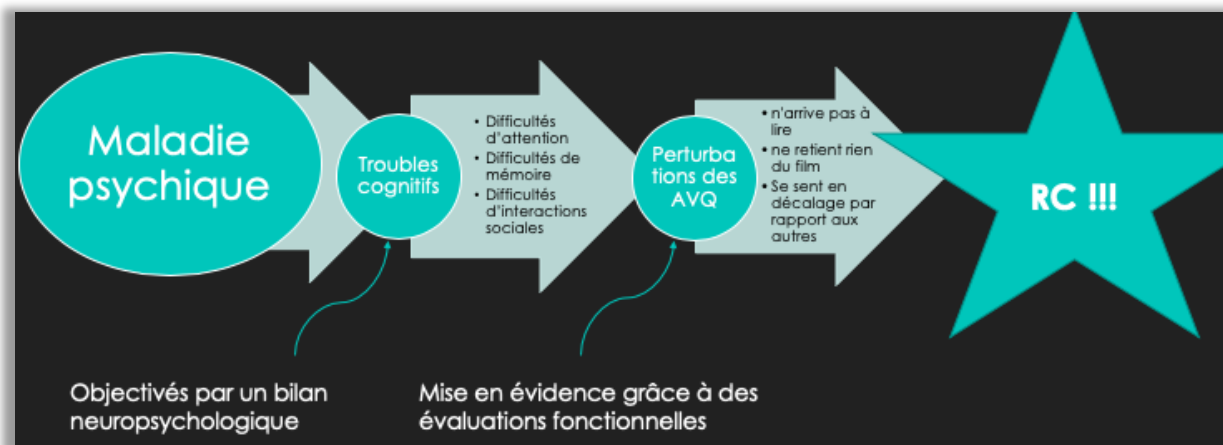 Maladie
psychique
Troubles
cognitifs
• Difficultés
d'attention
• Difficultés de
mémoire
• Difficultés
d'interactions
sociales
Perturba
tions des
AVQ
• n'arrive pas à
lire
• ne retient rien
du film
• Se sent en
décalage par
rapport aux
autres
RC !!!
Objectivés par un bilan
neuropsychologique
Mise en évidence grâce à des
évaluations fonctionnelles